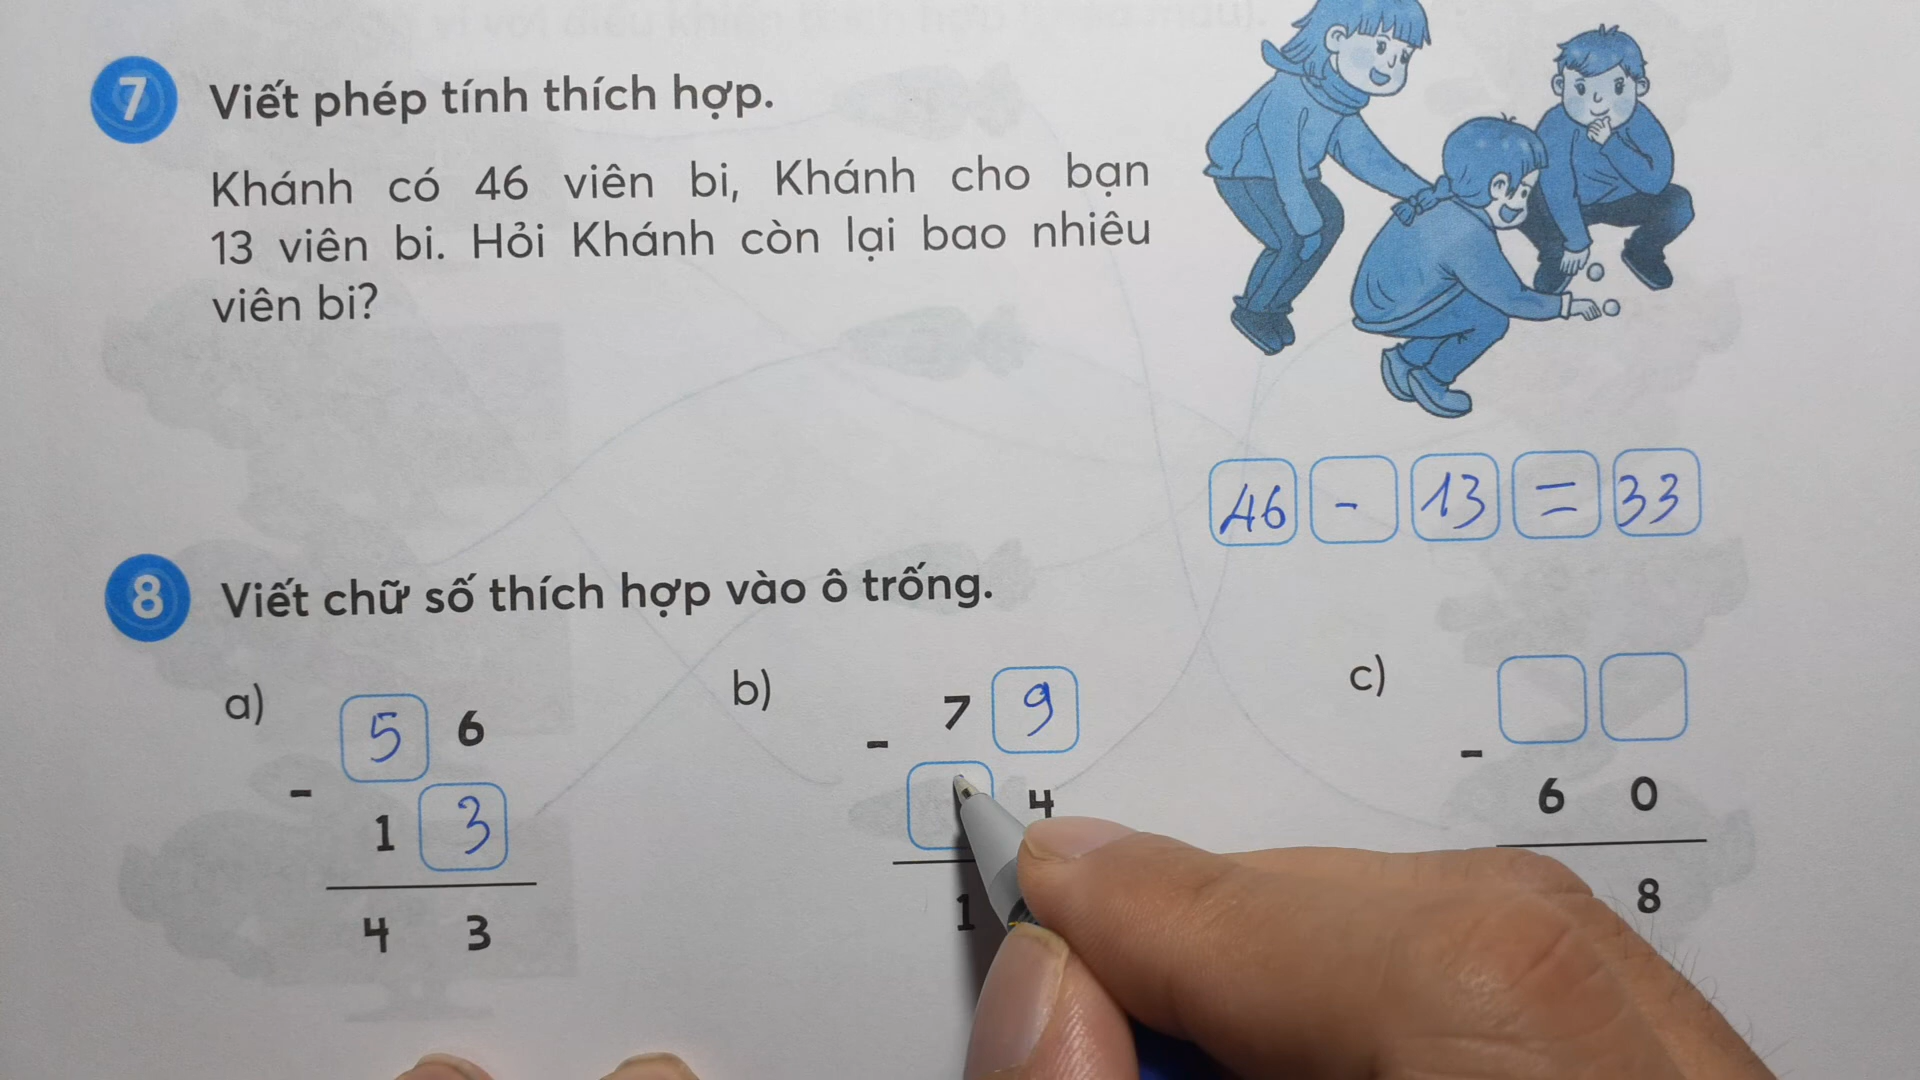 7 Viết phép tính thích hợp.
Khánh có 46 viên bi, Khánh cho bạn
13 viên bi. Hỏi Khánh còn lại bao nhiêu
viên bi?
46 - 13 = 33
8 Viết chữ số thích hợp vào ô trống.
a)
5 6
-
1 3
4 3
b)
7 9
-
4
1
c)
-
6 0
8